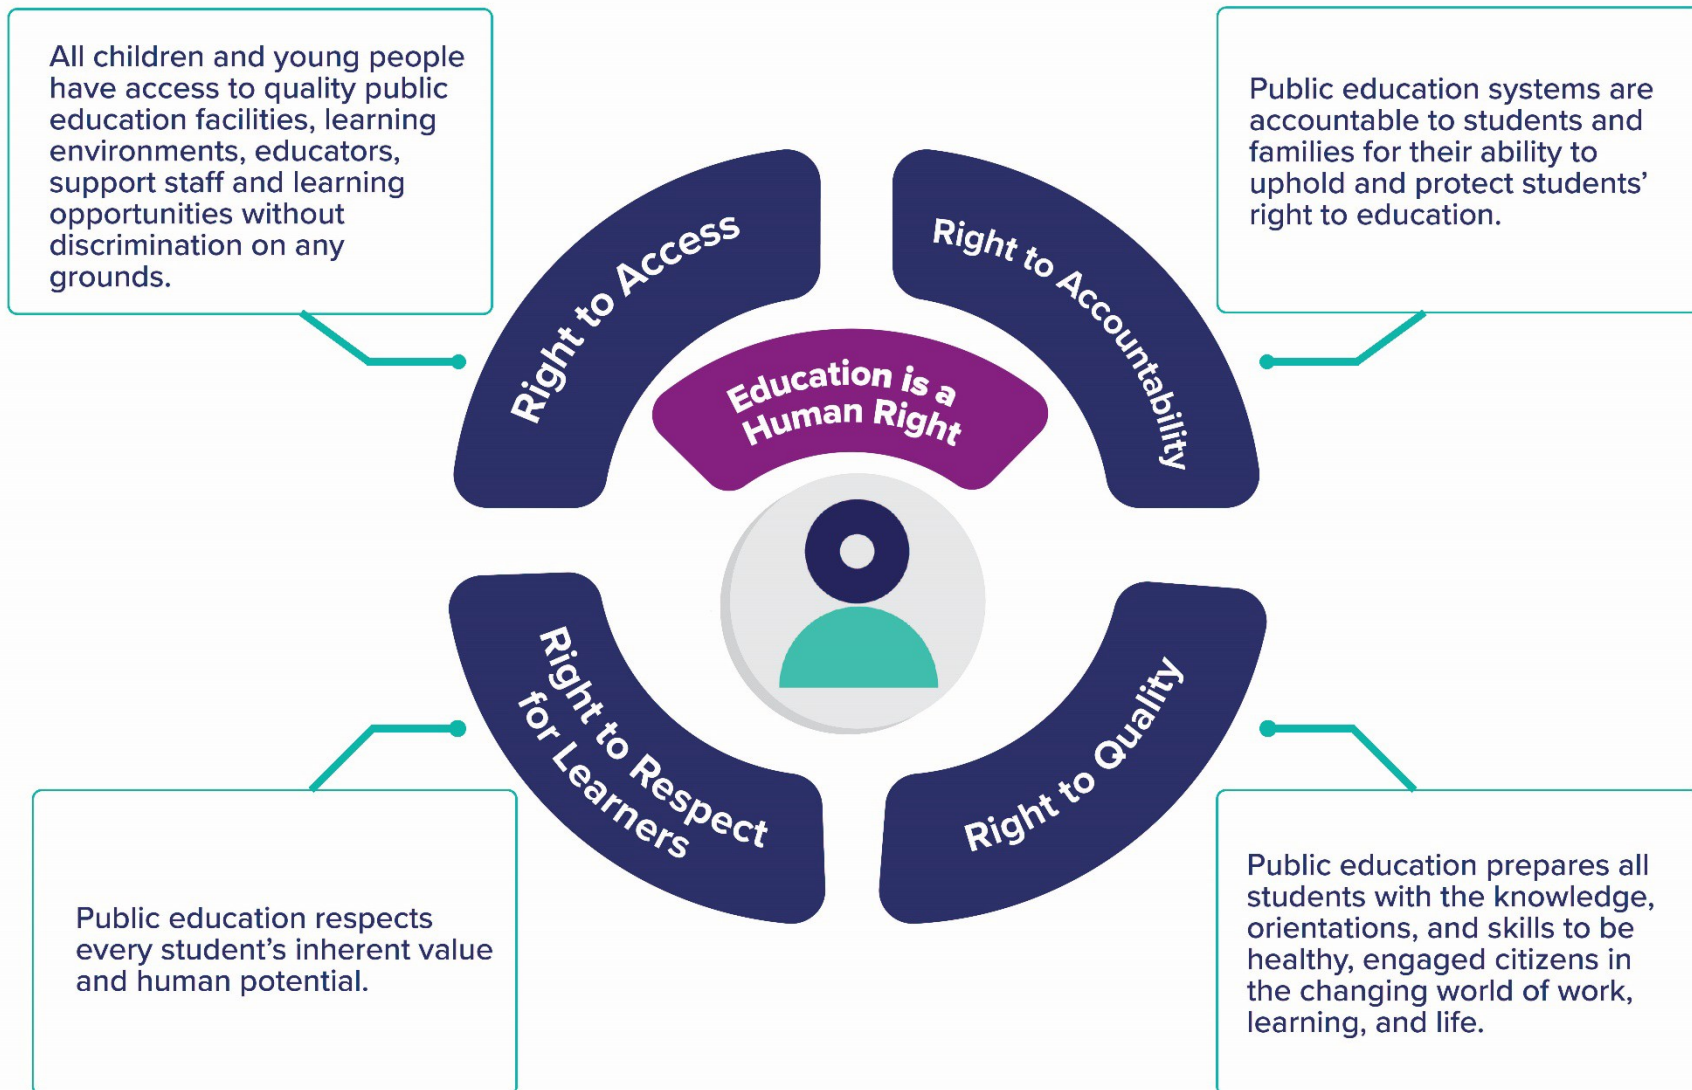 All children and young people
have access to quality public
education facilities, learning
environments, educators,
support staff and learning
opportunities without
discrimination on any
grounds.
Public education systems are
accountable to students and
families for their ability to
uphold and protect students’
right to education.
Right to Access
Right to Accountability
Education is a
Human Right
Right to Respect
for Learners
Right to Quality
Public education respects
every student’s inherent value
and human potential.
Public education prepares all
students with the knowledge,
orientations, and skills to be
healthy, engaged citizens in
the changing world of work,
learning, and life.